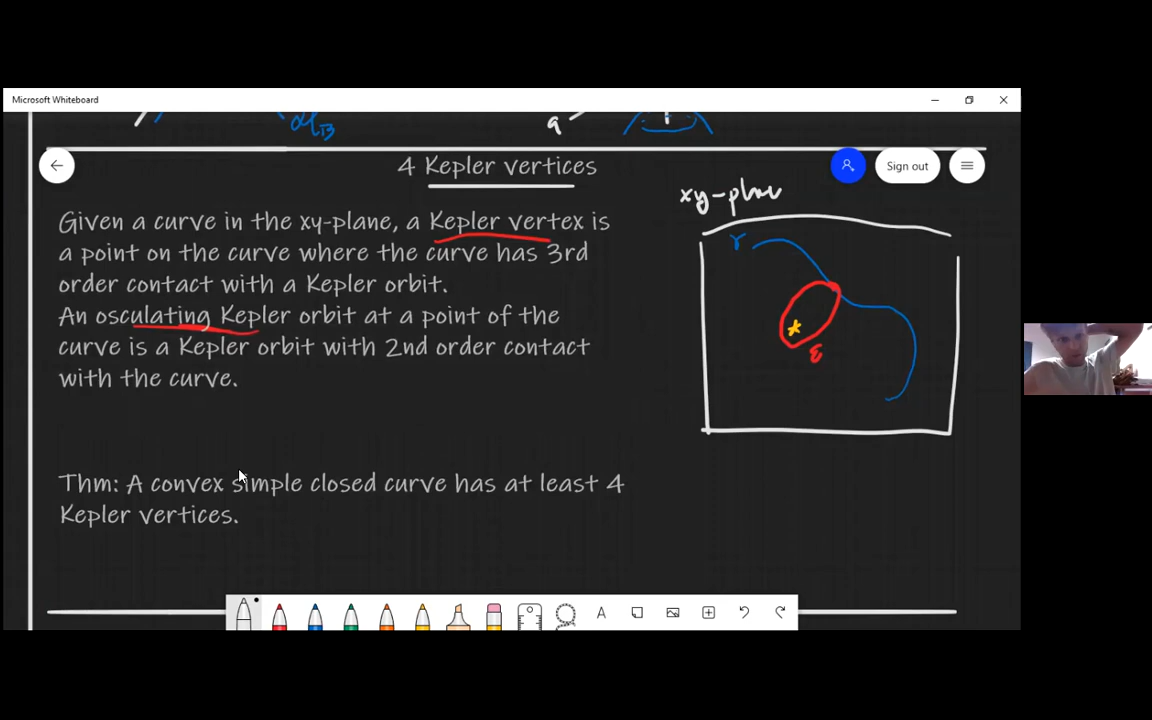 Microsoft Whiteboard
4 Kepler vertices
Sign out
xy-plane
Given a curve in the xy-plane, a Kepler vertex is
a point on the curve where the curve has 3rd
order contact with a Kepler orbit.
An osculating Kepler orbit at a point of the
curve is a Kepler orbit with 2nd order contact
with the curve.
Thm: A convex simple closed curve has at least 4
Kepler vertices.
A